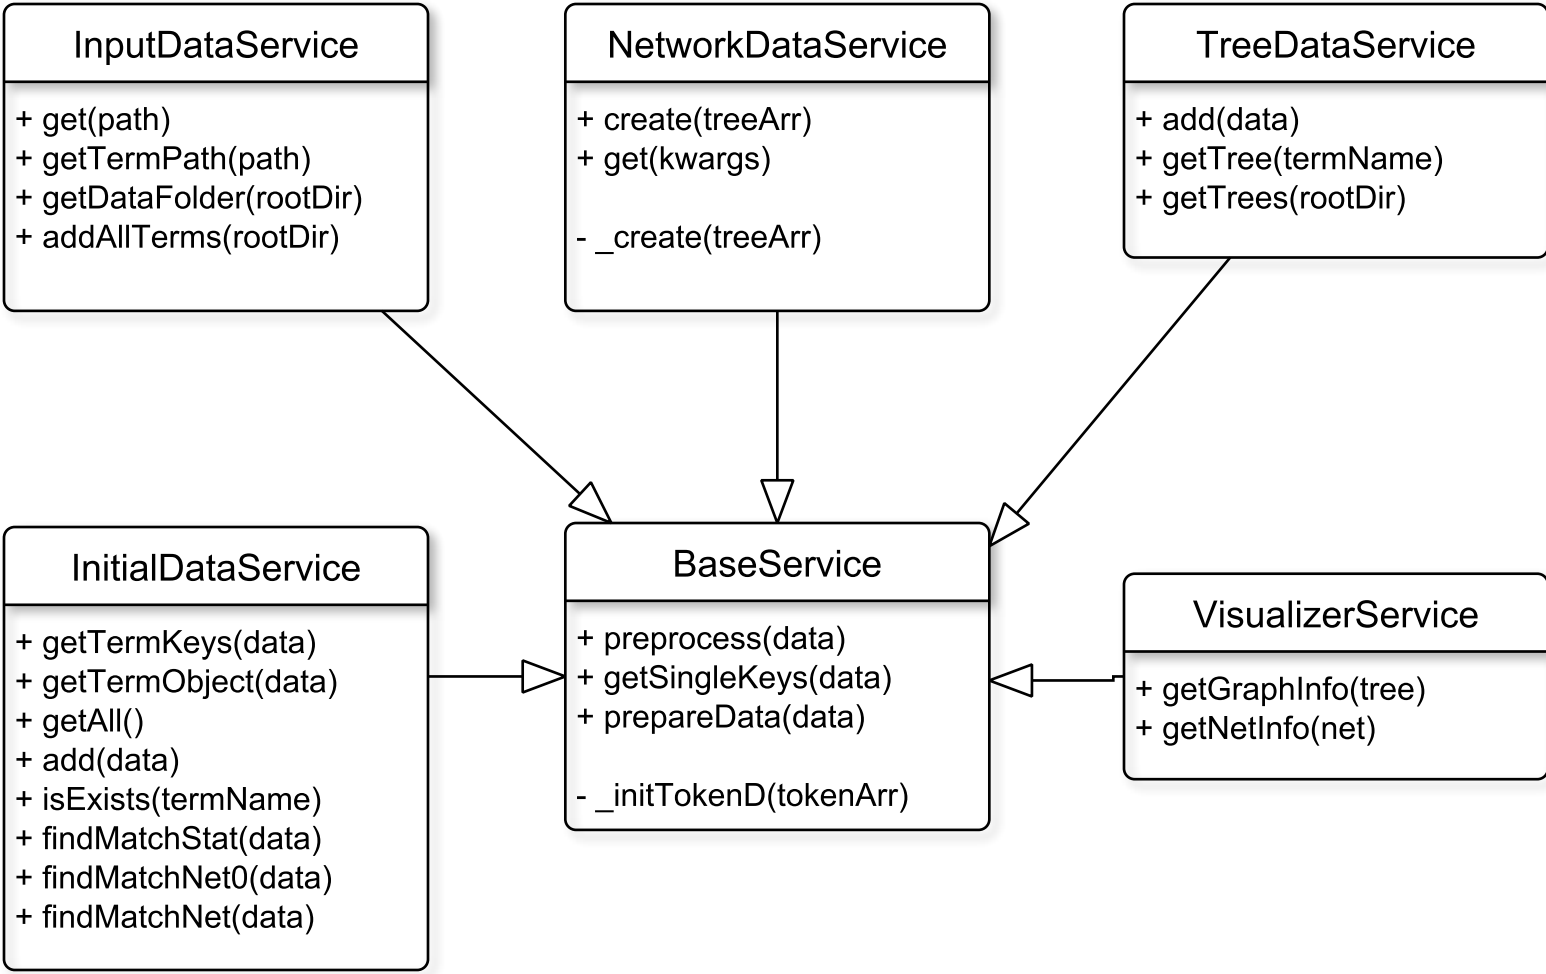 InputDataService
+ get(path)
+ getTermPath(path)
+ getDataFolder(rootDir)
+ addAllTerms(rootDir)
NetworkDataService
+ create(treeArr)
+ get(kwargs)
- _create(treeArr)
TreeDataService
+ add(data)
+ getTree(termName)
+ getTrees(rootDir)
InitialDataService
+ getTermKeys(data)
+ getTermObject(data)
+ getAll()
+ add(data)
+ isExists(termName)
+ findMatchStat(data)
+ findMatchNet0(data)
+ findMatchNet(data)
BaseService
+ preprocess(data)
+ getSingleKeys(data)
+ prepareData(data)
- _initTokenD(tokenArr)
VisualizerService
+ getGraphInfo(tree)
+ getNetInfo(net)